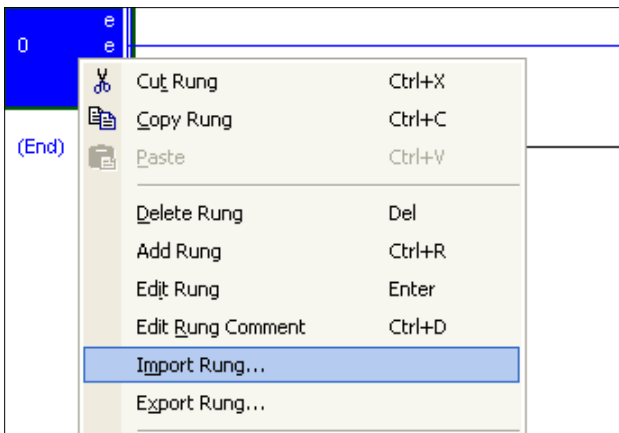 e
0 e
Cut Rung Ctrl+X
Copy Rung Ctrl+C
(End)
Paste Ctrl+V
Delete Rung Del
Add Rung Ctrl+R
Edit Rung Enter
Edit Rung Comment Ctrl+D
Import Rung...
Export Rung...